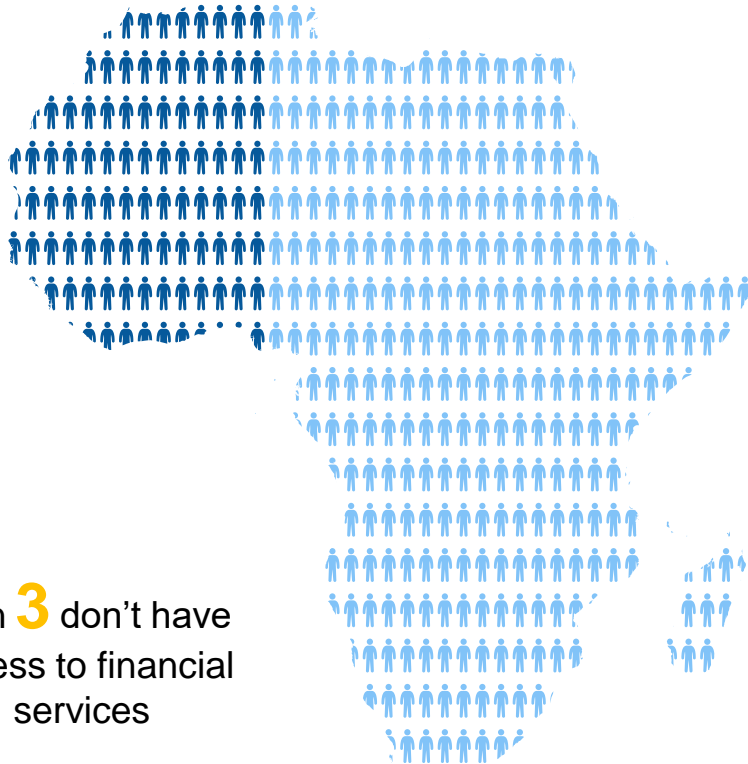 n 3 don’t have
ess to financial
services